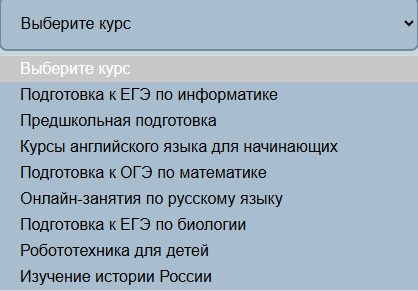 Выберите курс
Выберите курс
Подготовка к ЕГЭ по информатике
Предшкольная подготовка
Курсы английского языка для начинающих
Подготовка к ОГЭ по математике
Онлайн-занятия по русскому языку
Подготовка к ЕГЭ по биологии
Робототехника для детей
Изучение истории России